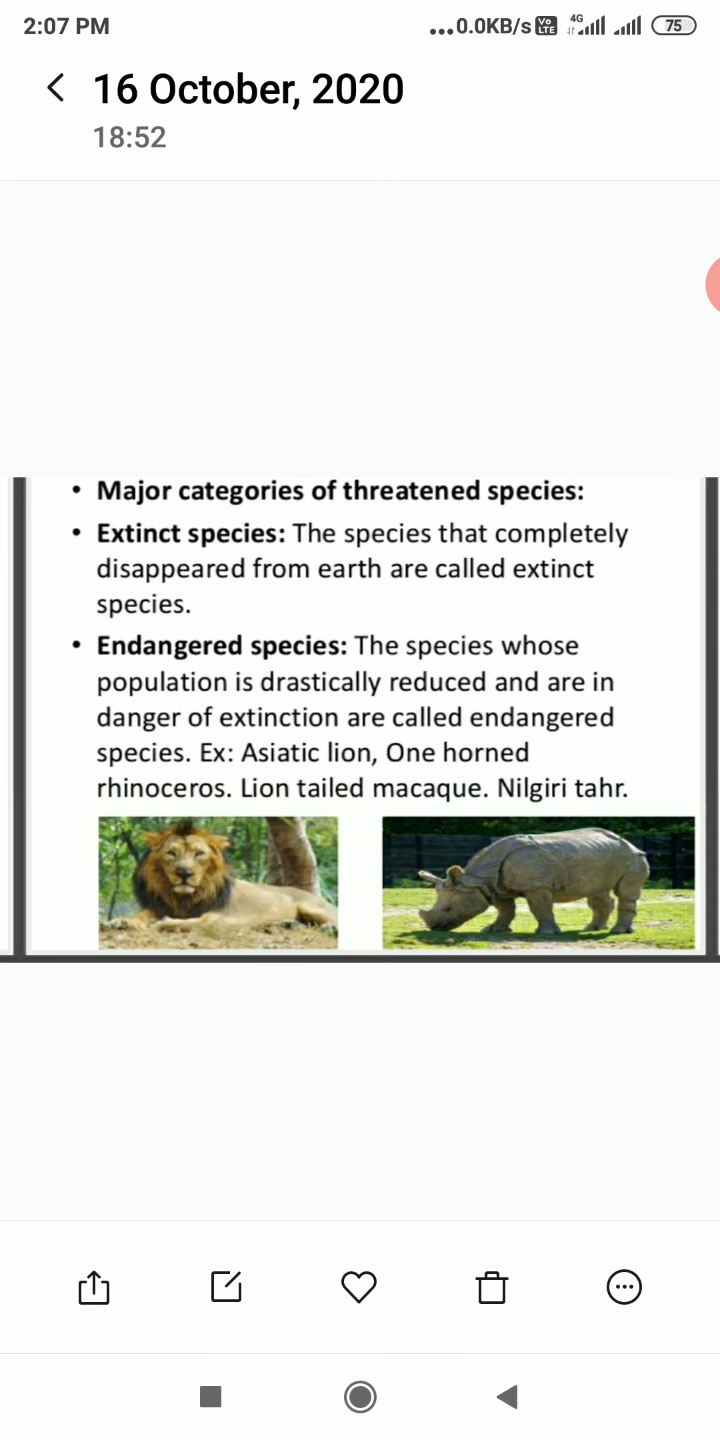 2:07 PM
...0.0KB/s Vo LTE 4G 75
16 October, 2020
18:52
• Major categories of threatened species:
• Extinct species: The species that completely
disappeared from earth are called extinct
species.
• Endangered species: The species whose
population is drastically reduced and are in
danger of extinction are called endangered
species. Ex: Asiatic lion, One horned
rhinoceros. Lion tailed macaque. Nilgiri tahr.